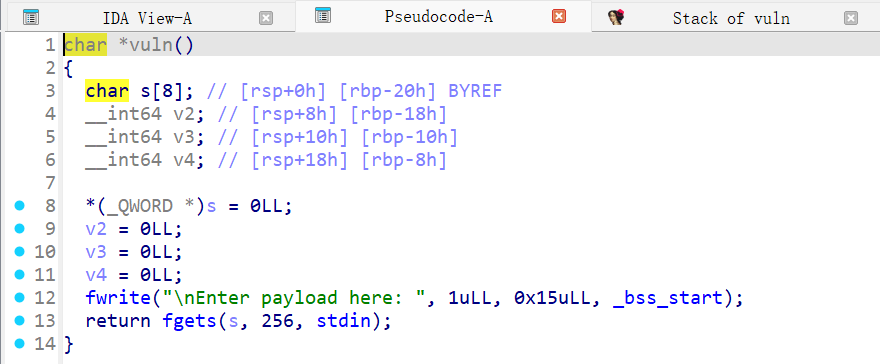 IDA View-A Pseudocode-A Stack of vuln
1 char *vuln()
2 {
3 char s[8]; // [rsp+0h] [rbp-20h] BYREF
4 __int64 v2; // [rsp+8h] [rbp-18h]
5 __int64 v3; // [rsp+10h] [rbp-10h]
6 __int64 v4; // [rsp+18h] [rbp-8h]
7
8 *(_QWORD *)s = 0LL;
9 v2 = 0LL;
10 v3 = 0LL;
11 v4 = 0LL;
12 fwrite("\nEnter payload here: ", 1uLL, 0x15uLL, _bss_start);
13 return fgets(s, 256, stdin);
14 }